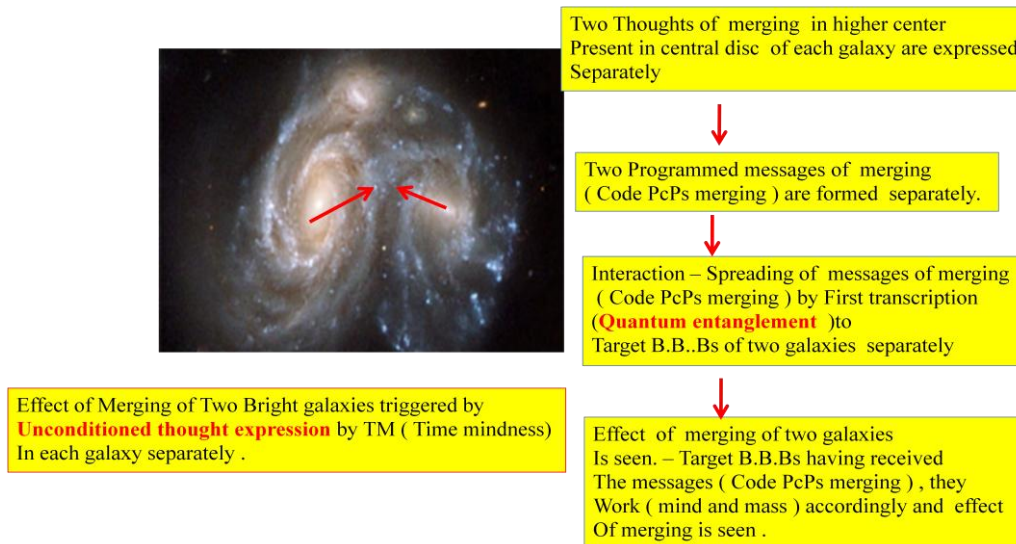 Two Thoughts of merging in higher center
Present in central disc of each galaxy are expressed
Separately
Two Programmed messages of merging
( Code PcPs merging ) are formed separately.
Interaction – Spreading of messages of merging
( Code PcPs merging ) by First transcription
(Quantum entanglement )to
Target B.B..Bs of two galaxies separately
Effect of Merging of Two Bright galaxies triggered by
Unconditioned thought expression by TM ( Time mindness)
In each galaxy separately .
Effect of merging of two galaxies
Is seen. – Target B.B.Bs having received
The messages ( Code PcPs merging ) , they
Work ( mind and mass ) accordingly and effect
Of merging is seen .